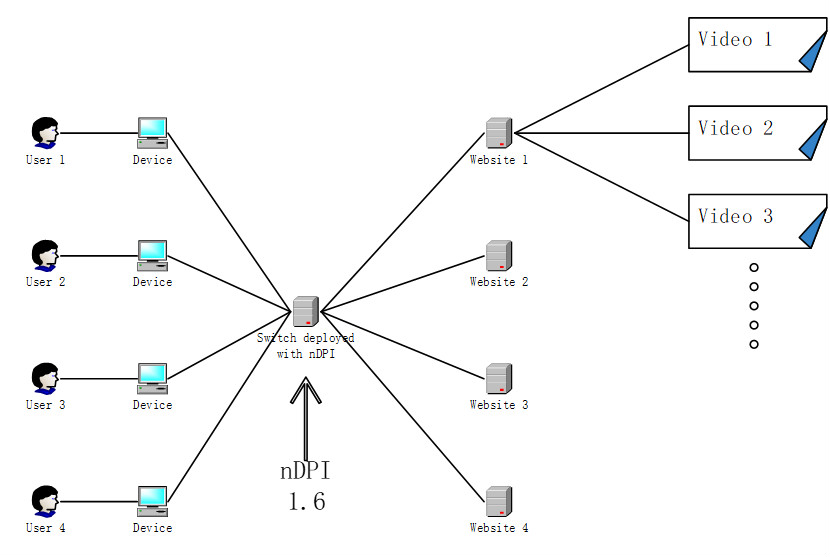 Video 1
Video 2
Video 3
User 1
Device
Website 1
User 2
Device
Website 2
Switch deployed
with nDPI
User 3
Device
Website 3
nDPI
1.6
User 4
Device
Website 4